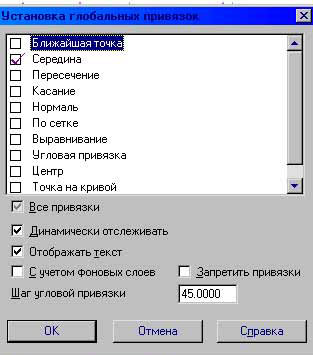 Установка глобальных привязок
Ближайшая точка
Середина
Пересечение
Касание
Нормаль
По сетке
Выравнивание
Угловая привязка
Центр
Точка на кривой
Все привязки
Динамически отслеживать
Отображать текст
С учетом фоновых слоев Запретить привязки
Шаг угловой привязки 45.0000
OK Отмена Справка